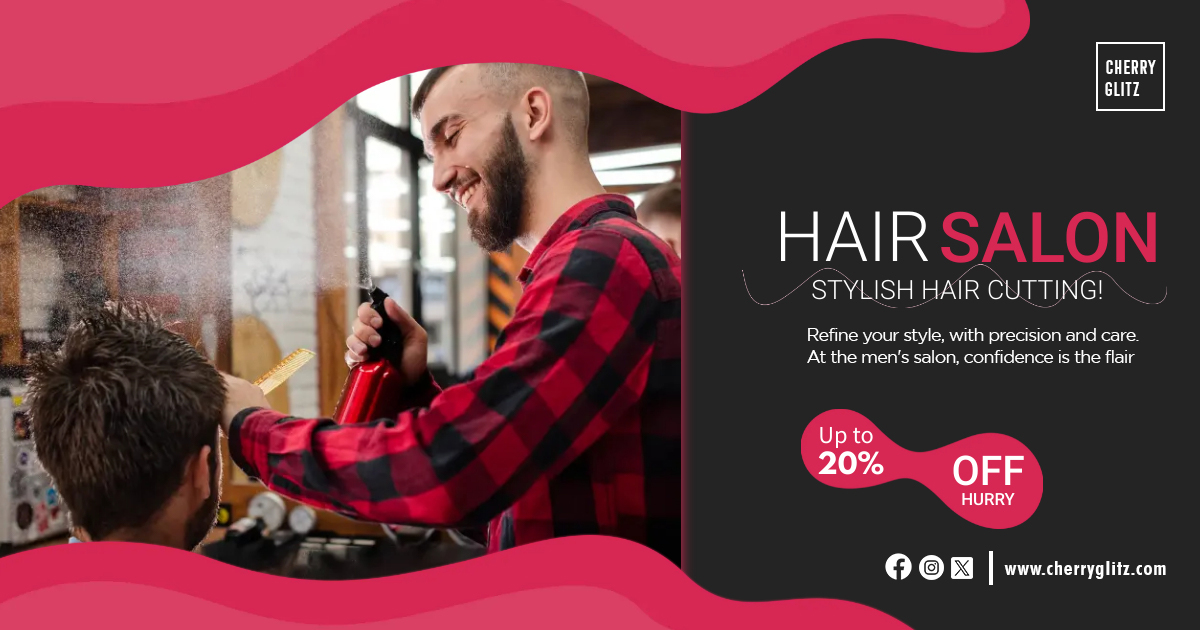 CHERRY
GLITZ
HAIR SALON
STYLISH HAIR CUTTING!
Refine your style, with precision and care.
At the men's salon, confidence is the flair
Up to
20%
OFF
HURRY
www.cherryglitz.com